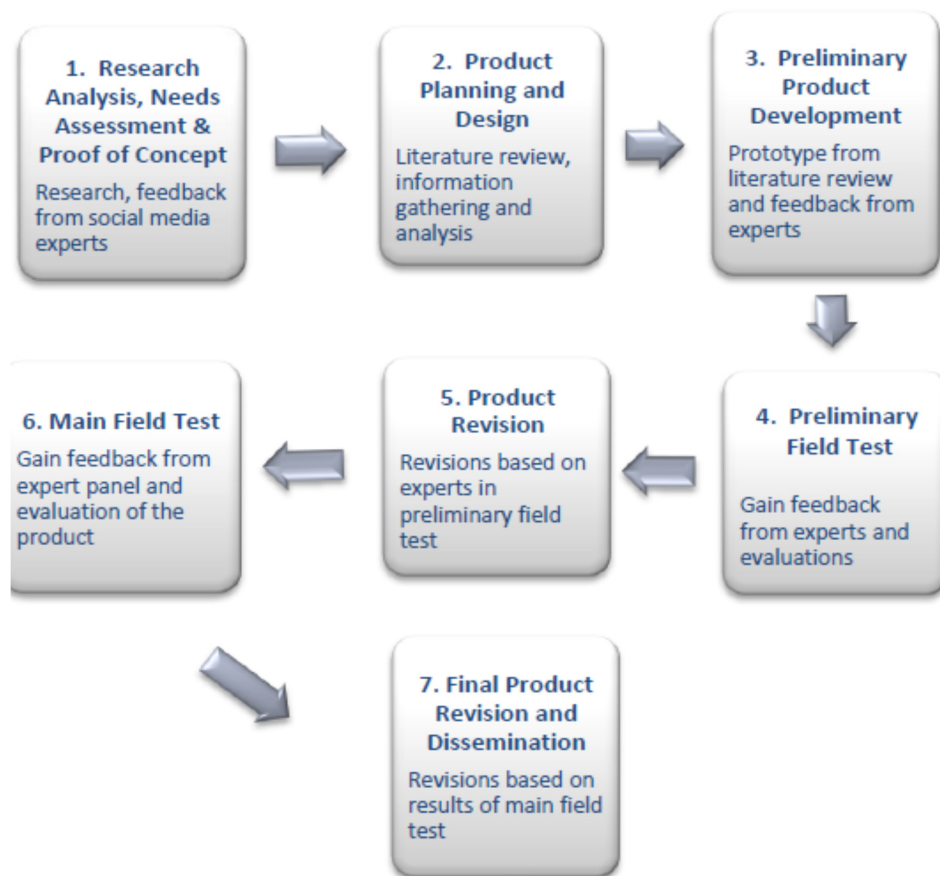 1. Research
Analysis, Needs
Assessment &
Proof of Concept
Research, feedback
from social media
experts
2. Product
Planning and
Design
Literature review,
information
gathering and
analysis
3. Preliminary
Product
Development
Prototype from
literature review
and feedback from
experts
4. Preliminary
Field Test
Gain feedback
from experts and
evaluations
5. Product
Revision
Revisions based on
experts in
preliminary field
test
6. Main Field Test
Gain feedback from
expert panel and
evaluation of the
product
7. Final Product
Revision and
Dissemination
Revisions based on
results of main field
test